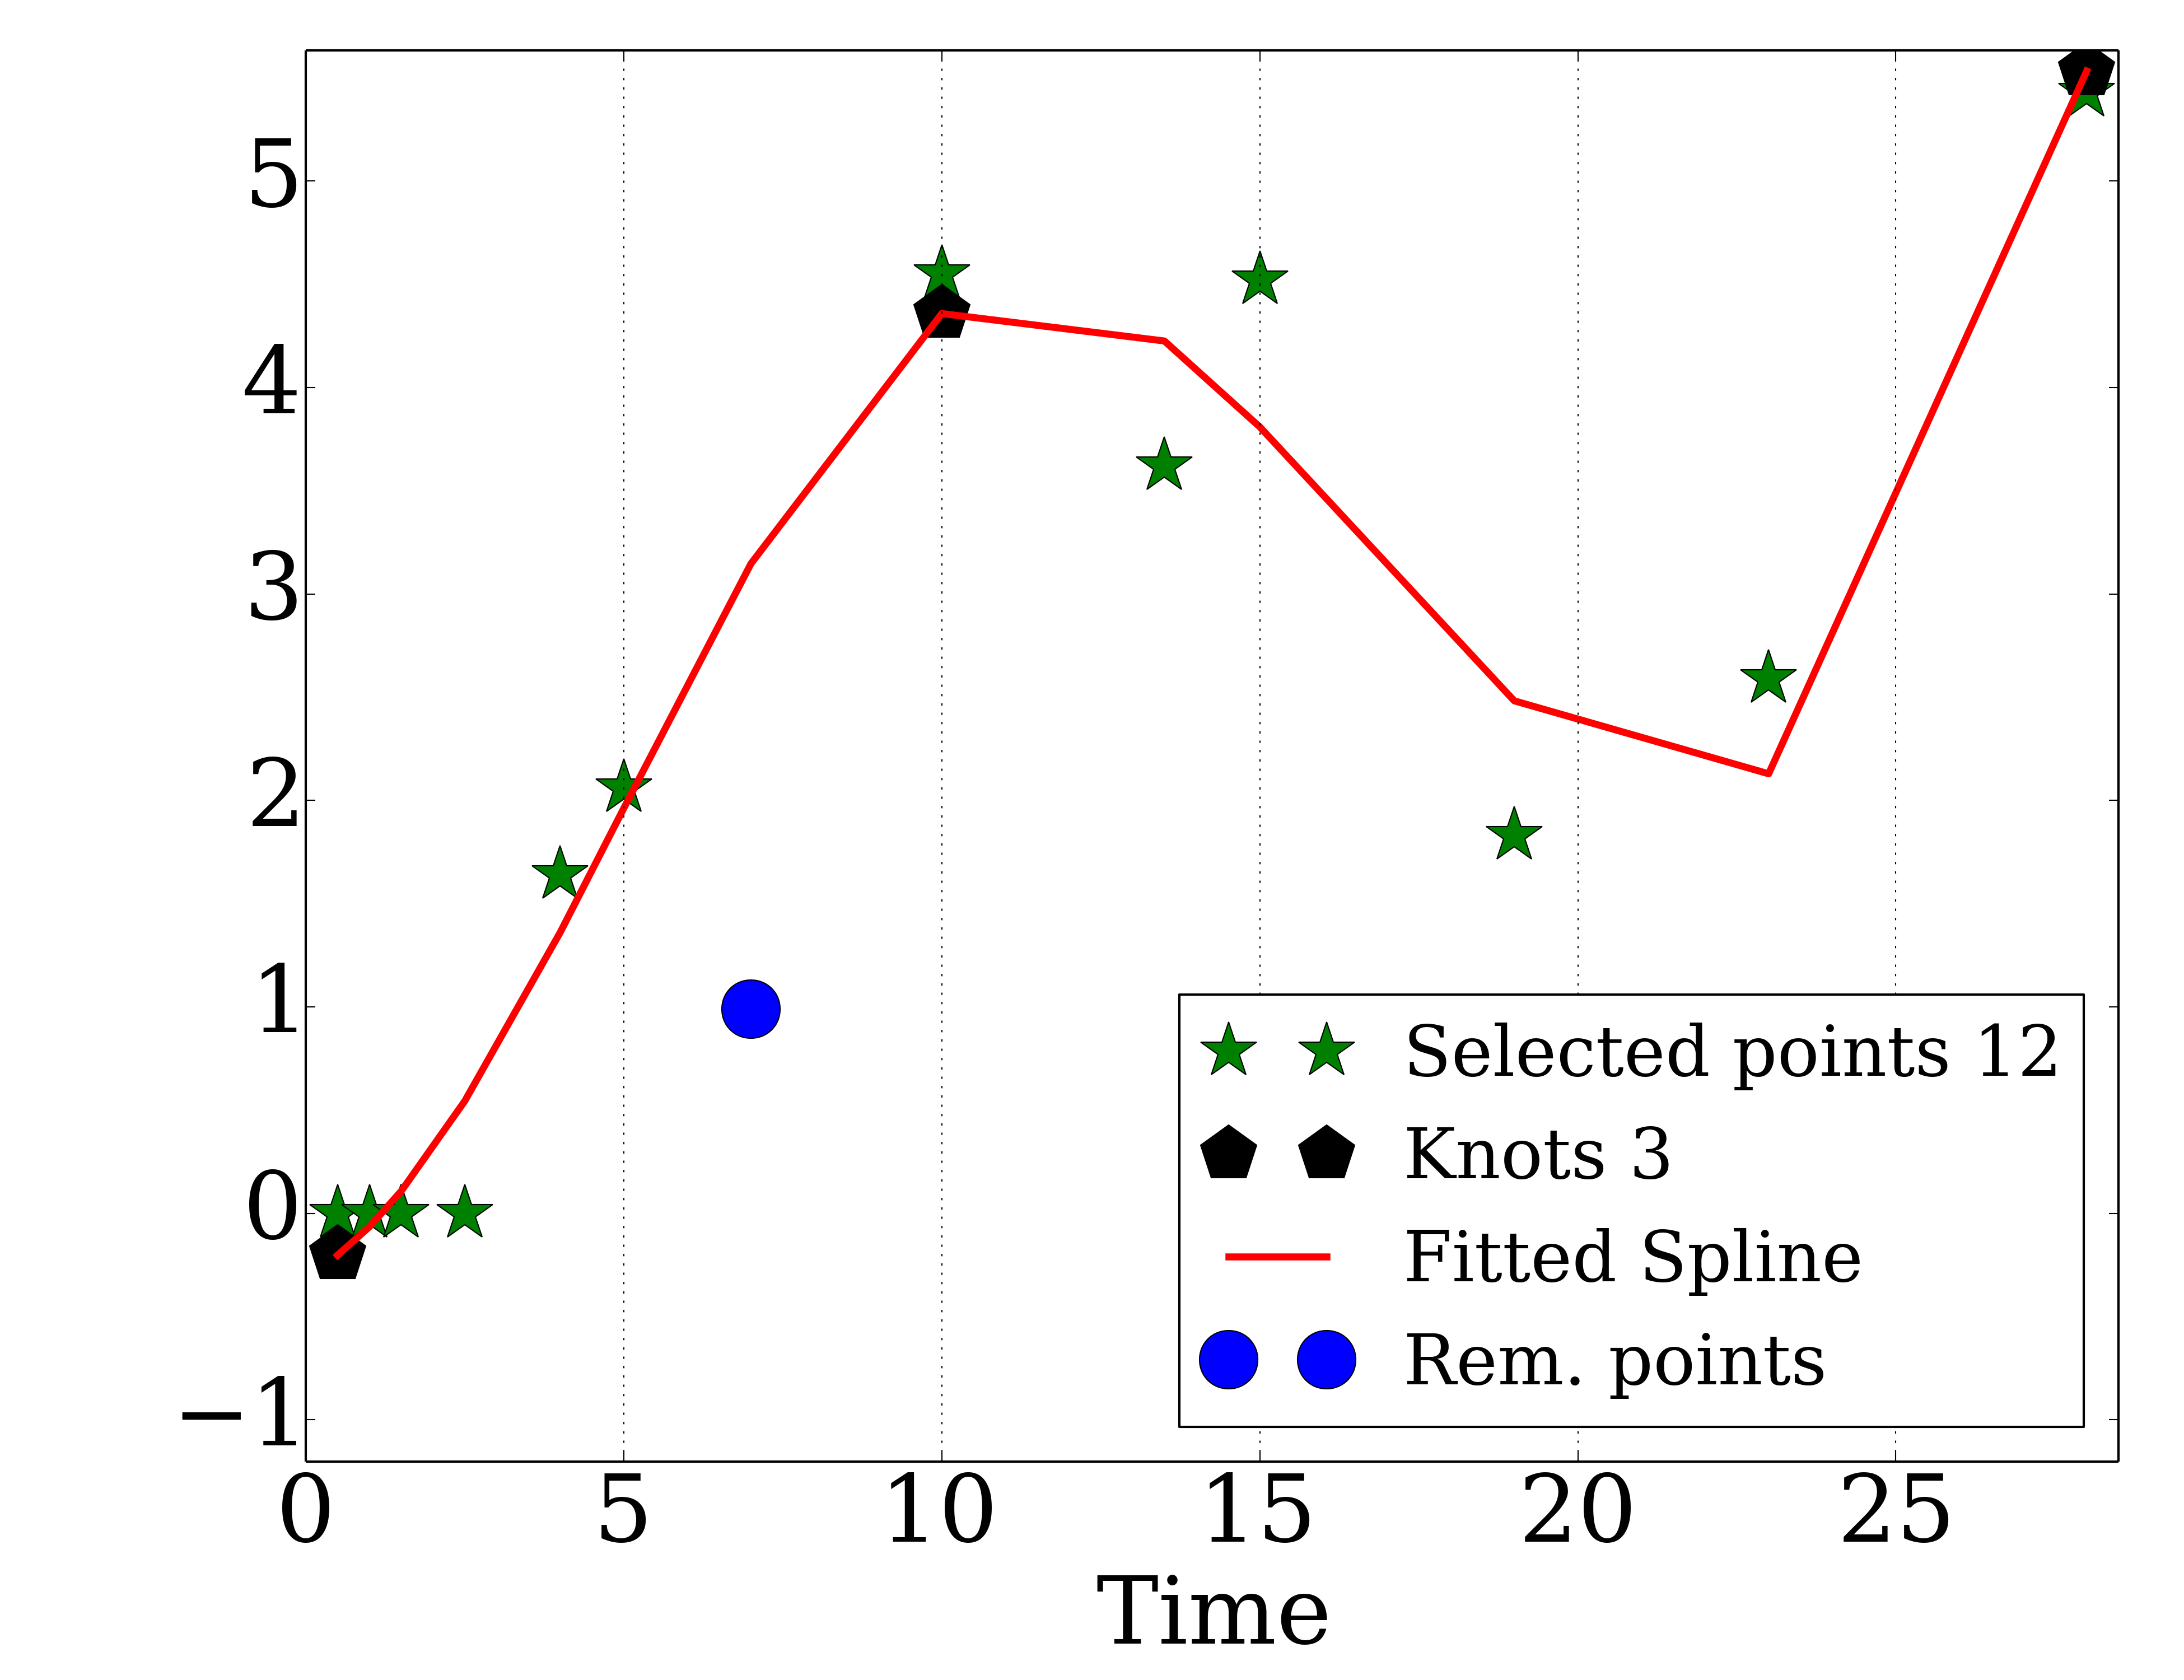 5
4
3
2
1
0
−1
0 5 10 15 20 25
Time
Selected points 12
Knots 3
Fitted Spline
Rem. points